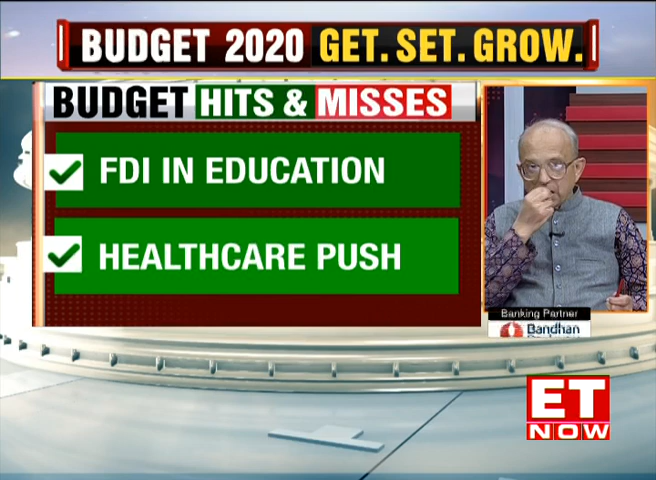 BUDGET 2020 GET. SET. GROW.
BUDGET HITS & MISSES
FDI IN EDUCATION
HEALTHCARE PUSH
Banking Partner
Bandhan
ET
NOW